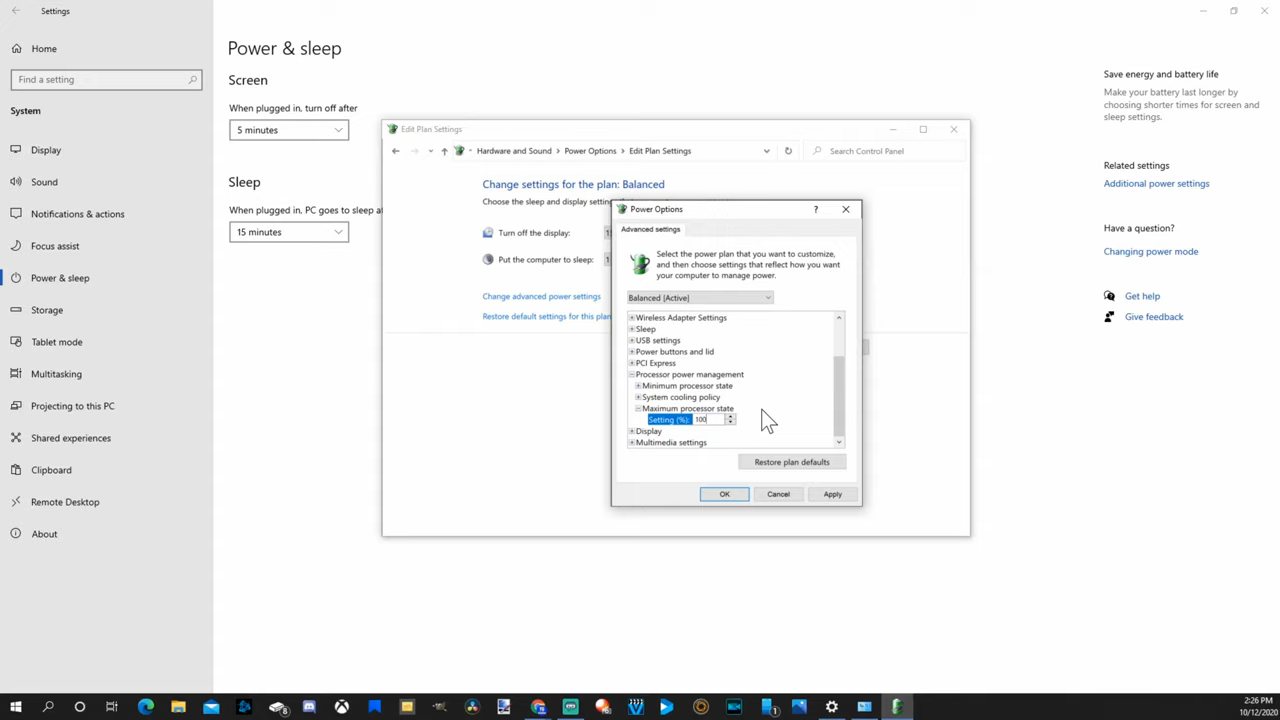 Settings
Home
Find a setting
System
Display
Sound
Notifications & actions
Focus assist
Power & sleep
Storage
Tablet mode
Multitasking
Projecting to this PC
Shared experiences
Clipboard
Remote Desktop
About
Power & sleep
Screen
When plugged in, turn off after
5 minutes
Sleep
When plugged in, PC goes to sleep
15 minutes
Edit Plan Settings
Hardware and Sound > Power Options > Edit Plan Settings
Search Control Panel
Change settings for the plan: Balanced
Choose the sleep and display
Turn off the display:
Put the computer to sleep:
Change advanced power settings
Restore default settings for this plan
Power Options
?
Advanced settings
Select the power plan that you want to customize,
and then choose settings that reflect how you want
your computer to manage power.
Balanced [Active]
Wireless Adapter Settings
Sleep
USB settings
Power buttons and lid
PCI Express
Processor power management
Minimum processor state
System cooling policy
Maximum processor state
Setting (%): 100
Display
Multimedia settings
Restore plan defaults
OK Cancel Apply
Save energy and battery life
Make your battery last longer by
choosing shorter times for screen and
sleep settings.
Related settings
Additional power settings
Have a question?
Changing power mode
Get help
Give feedback
2:26 PM
10/12/2020